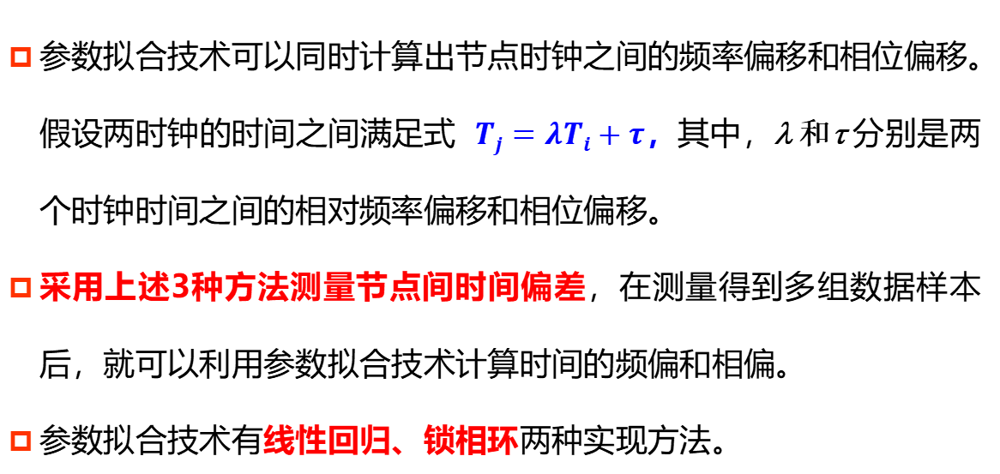 参数拟合技术可以同时计算出节点时钟之间的频率偏移和相位偏移。
假设两时钟的时间之间满足式 Tⱼ = λTᵢ + τ，其中，λ 和 τ 分别是两
个时钟时间之间的相对频率偏移和相位偏移。
采用上述3种方法测量节点间时间偏差，在测量得到多组数据样本
后，就可以利用参数拟合技术计算时间的频偏和相偏。
参数拟合技术有线性回归、锁相环两种实现方法。